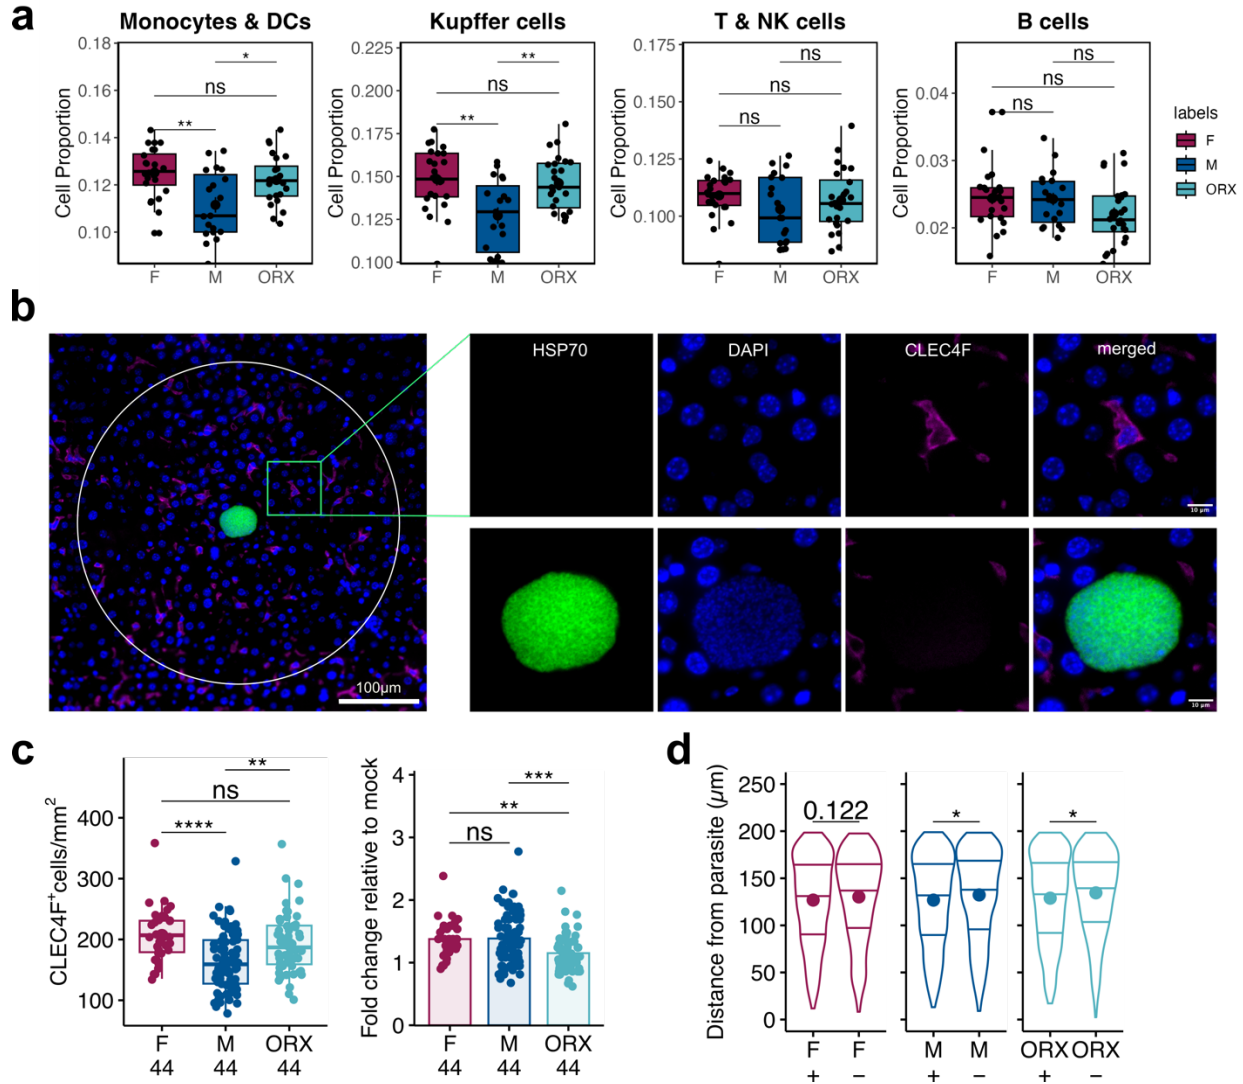 a
Monocytes & DCs
Kupffer cells
T & NK cells
B cells
Cell Proportion
0.18
0.16
0.14
0.12
0.10
*
ns
**
F M ORX
Cell Proportion
0.225
0.200
0.175
0.150
0.125
0.100
**
ns
**
F M ORX
Cell Proportion
0.175
0.150
0.125
0.100
ns
ns
ns
F M ORX
Cell Proportion
0.04
0.03
0.02
ns
ns
ns
F M ORX
labels
F
M
ORX
b
100µm
HSP70
DAPI
CLEC4F
merged
10 µm
10 µm
c
CLEC4F+cells/mm2
400
300
200
100
**
ns
****
F M ORX
44 44 44
Fold change relative to mock
4
3
2
1
0
***
**
ns
F M ORX
44 44 44
d
Distance from parasite (µm)
250
200
150
100
50
0
0.122
*
*
F F M M ORX ORX
+ − + − + −